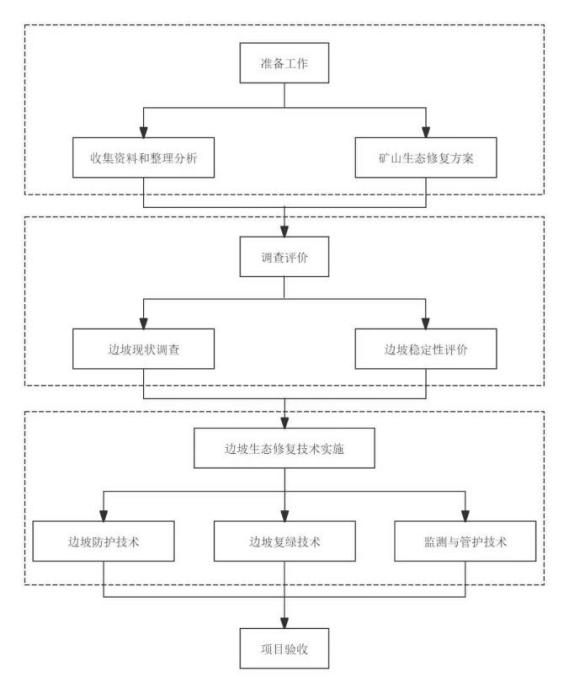 准备工作
收集资料和整理分析
矿山生态修复方案
调查评价
边坡现状调查
边坡稳定性评价
边坡生态修复技术实施
边坡防护技术
边坡复绿技术
监测与管护技术
项目验收